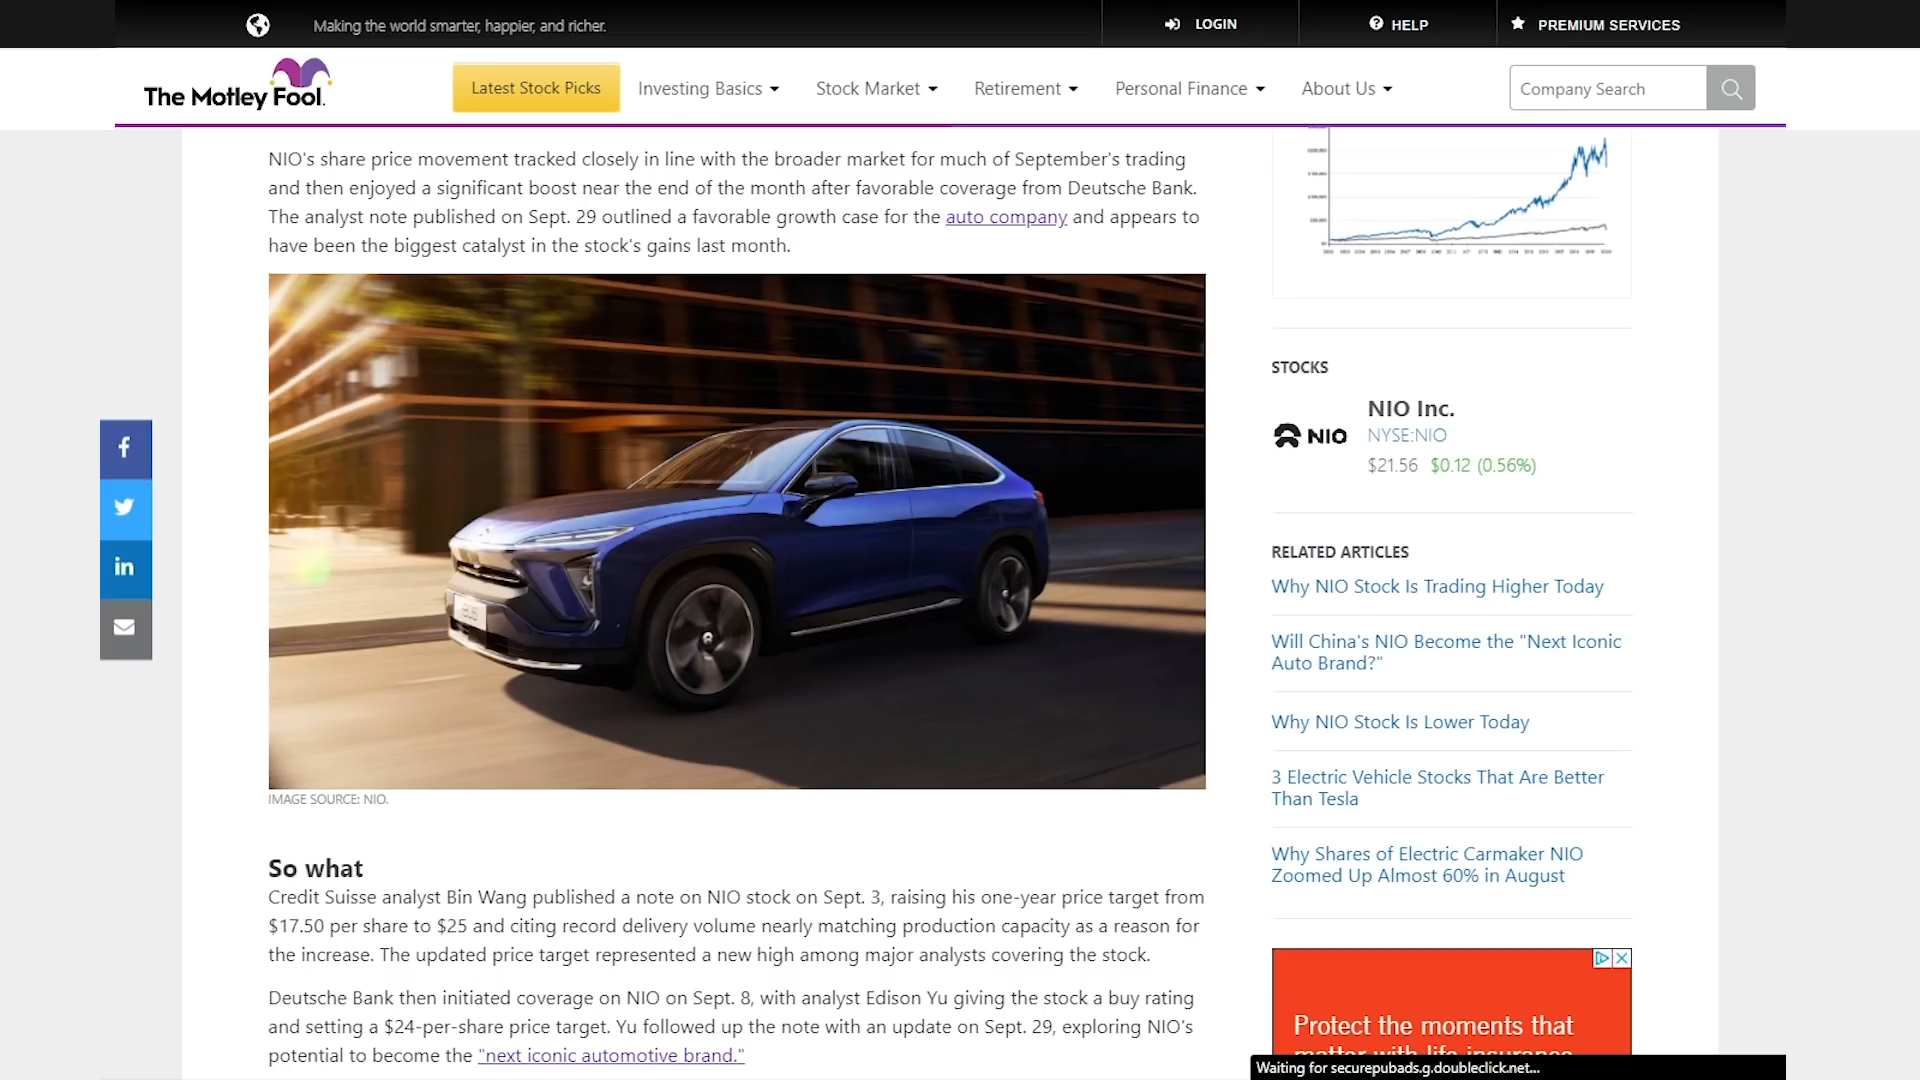 Making the world smarter, happier, and richer.
LOGIN
HELP
PREMIUM SERVICES
The Motley Fool.
Latest Stock Picks
Investing Basics
Stock Market
Retirement
Personal Finance
About Us
Company Search
NIO's share price movement tracked closely in line with the broader market for much of September's trading
and then enjoyed a significant boost near the end of the month after favorable coverage from Deutsche Bank.
The analyst note published on Sept. 29 outlined a favorable growth case for the auto company and appears to
have been the biggest catalyst in the stock's gains last month.
IMAGE SOURCE: NIO.
So what
Credit Suisse analyst Bin Wang published a note on NIO stock on Sept. 3, raising his one-year price target from
$17.50 per share to $25 and citing record delivery volume nearly matching production capacity as a reason for
the increase. The updated price target represented a new high among major analysts covering the stock.
Deutsche Bank then initiated coverage on NIO on Sept. 8, with analyst Edison Yu giving the stock a buy rating
and setting a $24-per-share price target. Yu followed up the note with an update on Sept. 29, exploring NIO's
potential to become the "next iconic automotive brand."
STOCKS
NIO
NIO Inc.
NYSE:NIO
$21.56 $0.12 (0.56%)
RELATED ARTICLES
Why NIO Stock Is Trading Higher Today
Will China's NIO Become the "Next Iconic
Auto Brand?"
Why NIO Stock Is Lower Today
3 Electric Vehicle Stocks That Are Better
Than Tesla
Why Shares of Electric Carmaker NIO
Zoomed Up Almost 60% in August
Protect the moments that
matter with life insurance
Waiting for securepubads.g.doubleclick.net...